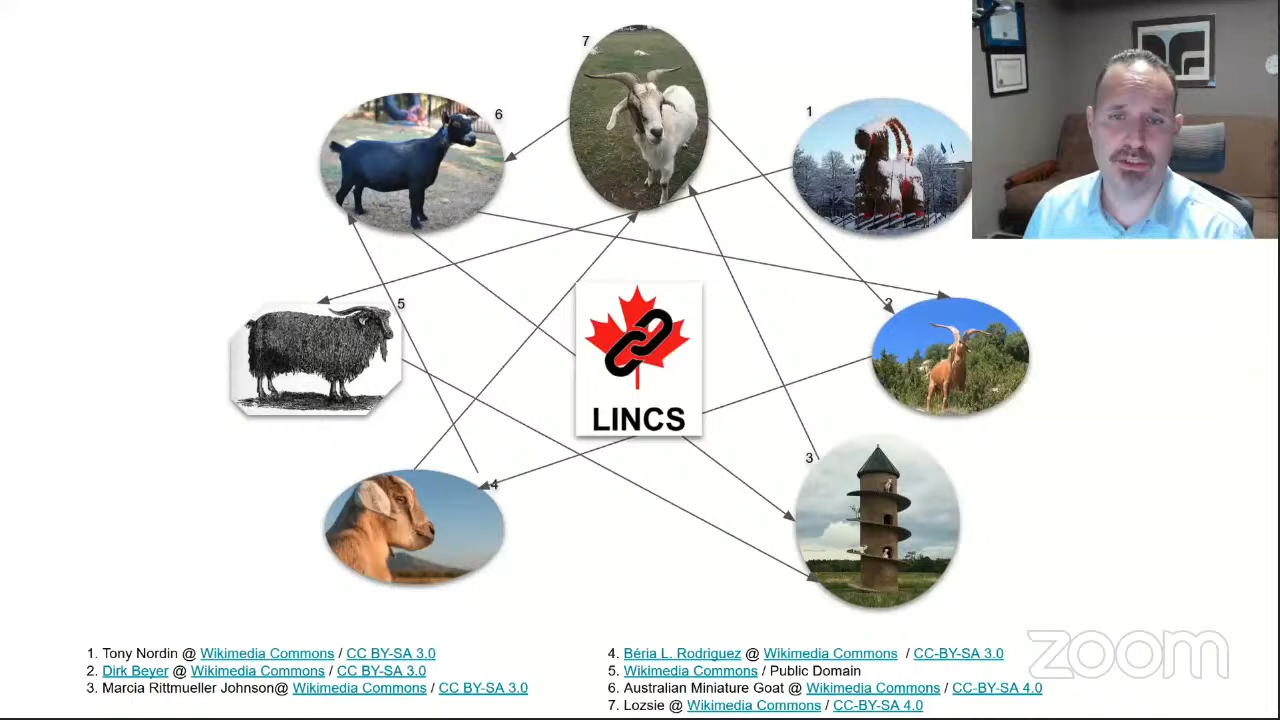 7
6
1
5
2
LINCS
3
4
1. Tony Nordin @ Wikimedia Commons / CC BY-SA 3.0
2. Dirk Beyer @ Wikimedia Commons / CC BY-SA 3.0
3. Marcia Rittmueller Johnson@ Wikimedia Commons / CC BY-SA 3.0
4. Béria L. Rodriguez @ Wikimedia Commons / CC-BY-SA 3.0
5. Wikimedia Commons / Public Domain
6. Australian Miniature Goat @ Wikimedia Commons / CC-BY-SA 4.0
7. Lozsie @ Wikimedia Commons / CC-BY-SA 4.0
zoom